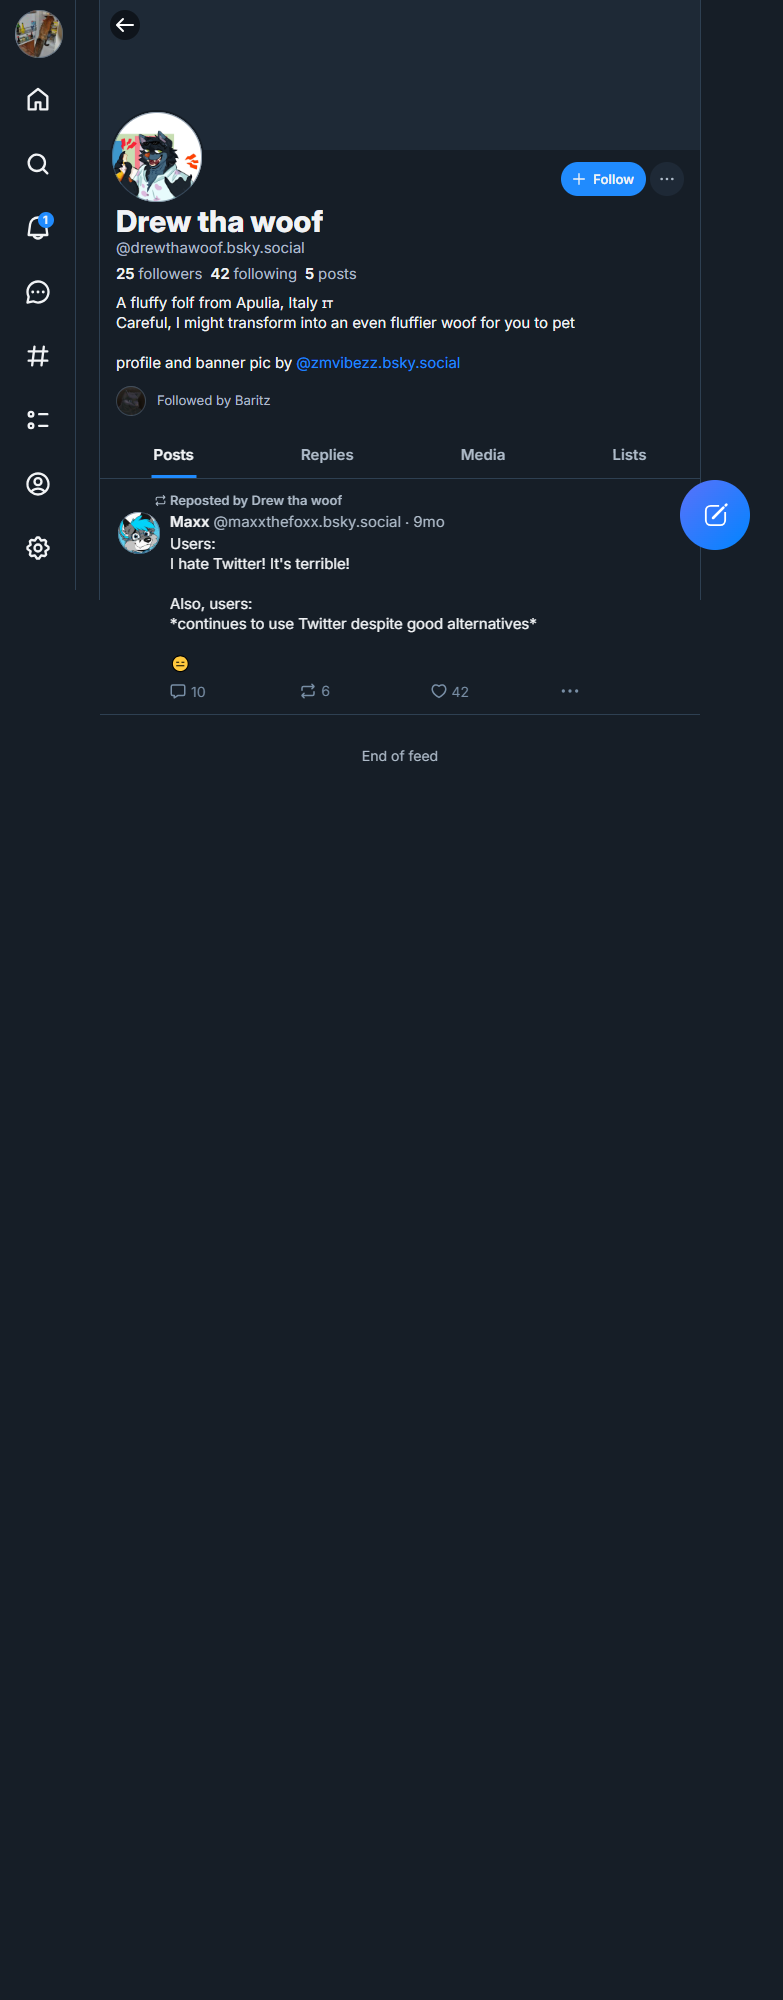 1
Follow
Drew tha woof
@drewthawoof.bsky.social
25 followers 42 following 5 posts
A fluffy folf from Apulia, Italy 🇮🇹
Careful, I might transform into an even fluffier woof for you to pet
profile and banner pic by @zmvibezz.bsky.social
Followed by Baritz
Posts Replies Media Lists
Reposted by Drew tha woof
Maxx @maxxthefoxx.bsky.social · 9mo
Users:
I hate Twitter! It's terrible!
Also, users:
*continues to use Twitter despite good alternatives*
😑
10 6 42
End of feed